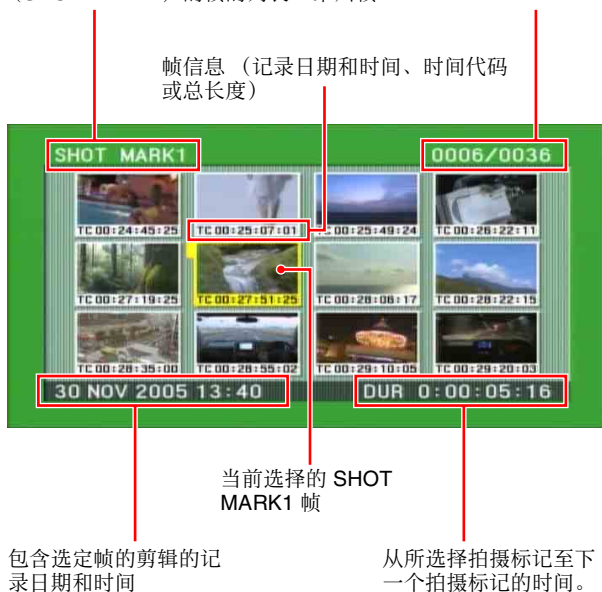 帧信息 （记录日期和时间、时间代码
或总长度）
SHOT MARK1
0006/0036
TC 00:24:45:25
TC 00:25:07:01
TC 00:25:49:24
TC 00:26:22:11
TC 00:27:19:25
TC 00:27:51:25
TC 00:28:06:17
TC 00:28:22:15
TC 00:28:35:00
TC 00:28:55:02
TC 00:29:10:05
TC 00:29:20:03
30 NOV 2005 13:40
DUR 0:00:05:16
当前选择的 SHOT
MARK1 帧
包含选定帧的剪辑的记
录日期和时间
从所选择拍摄标记至下
一个拍摄标记的时间。